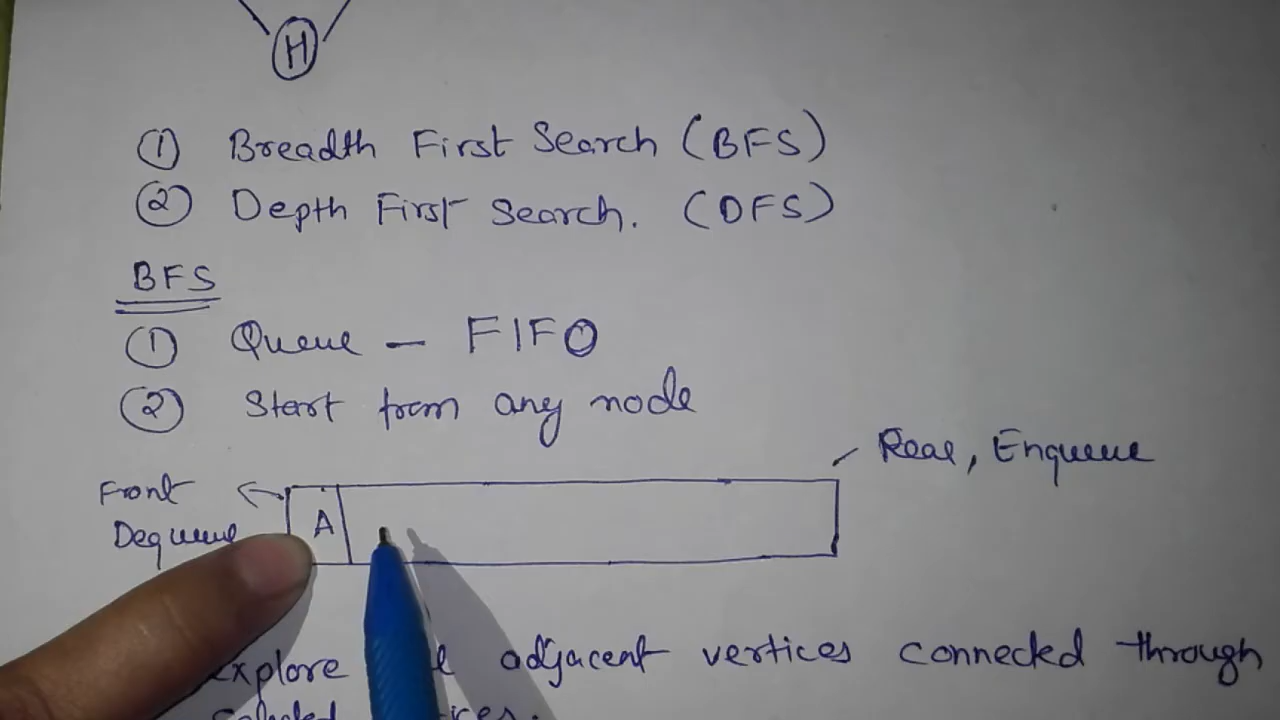 H
① Breadth First Search (BFS)
② Depth First Search. (DFS)
BFS
① Queue - FIFO
② Start from any node
Rear, Enqueue
Front
Dequeue
A
explore adjacent vertices connected through